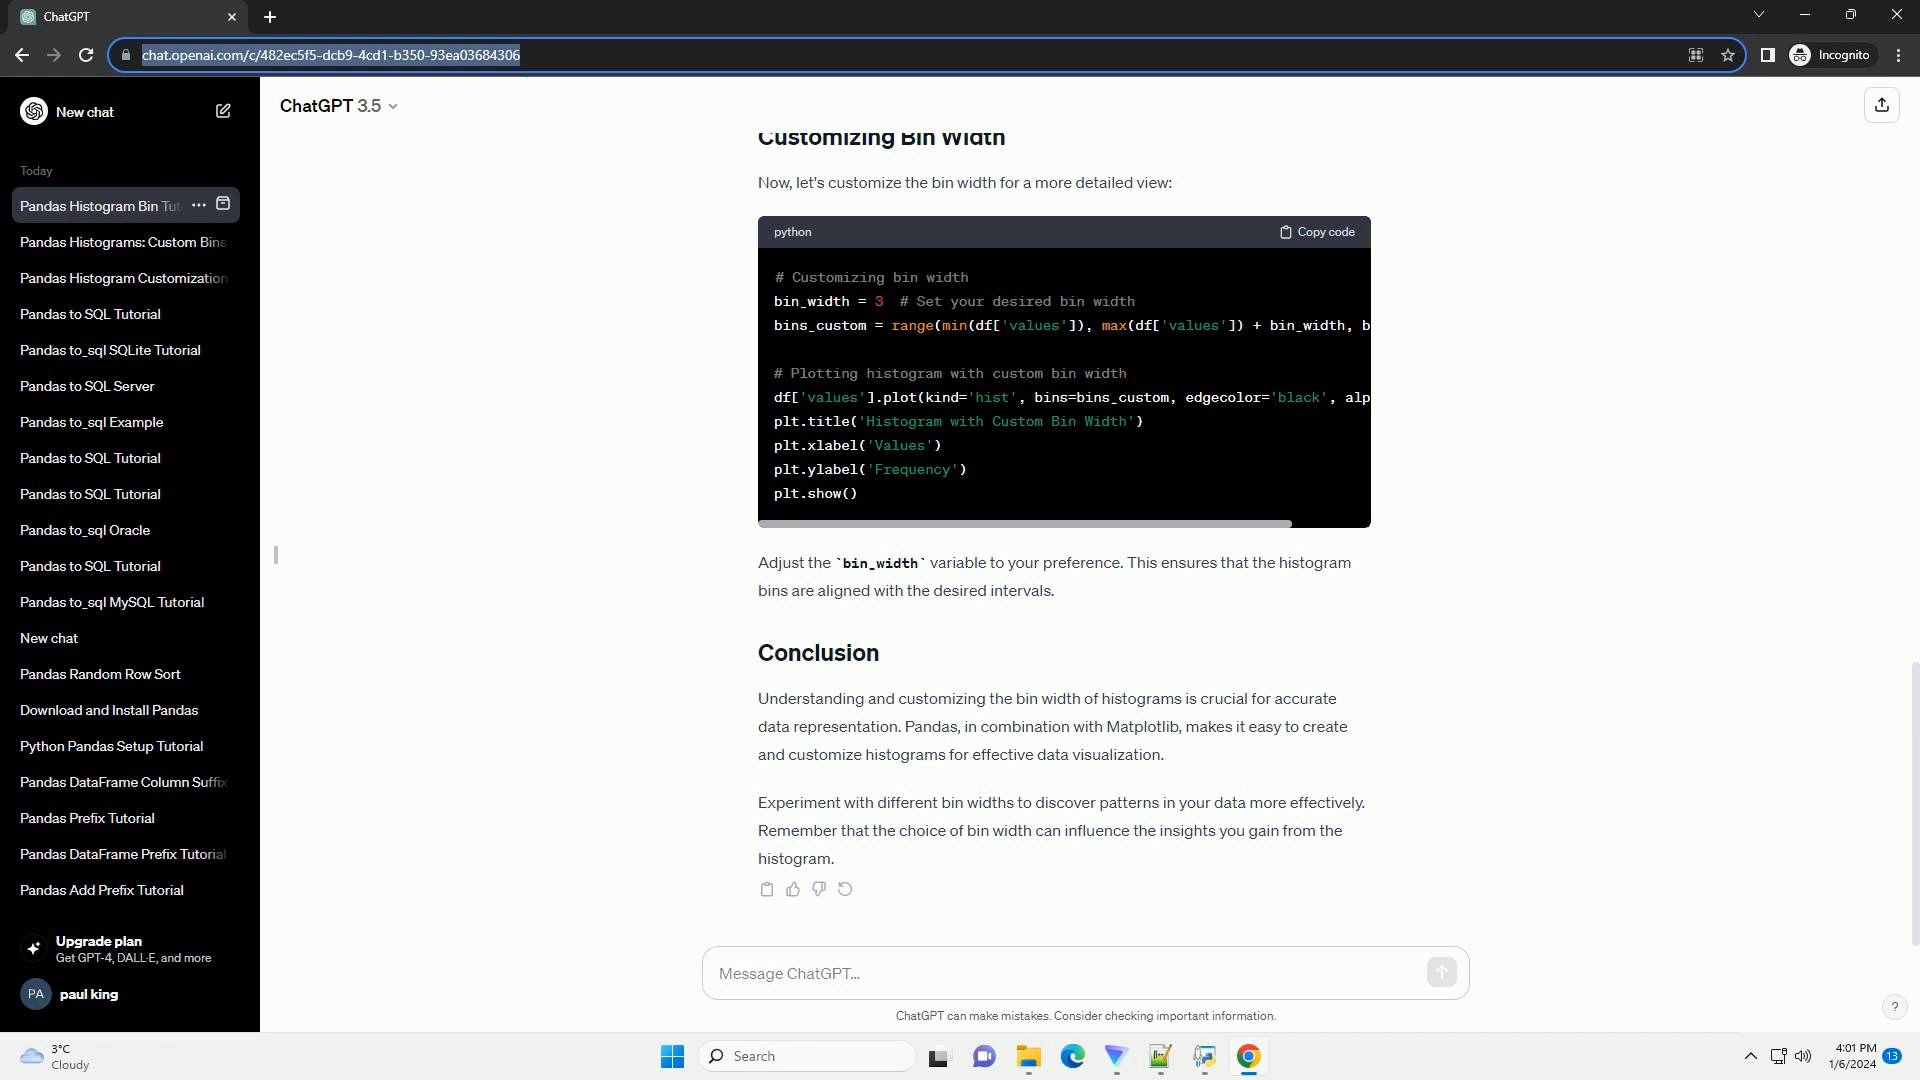 ChatGPT
chat.openai.com/c/482ec5f5-dcb9-4cd1-b350-93ea03684306
Incognito
New chat
Today
Pandas Histogram Bin Tut
Pandas Histograms: Custom Bins
Pandas Histogram Customization
Pandas to SQL Tutorial
Pandas to_sql SQLite Tutorial
Pandas to SQL Server
Pandas to_sql Example
Pandas to SQL Tutorial
Pandas to SQL Tutorial
Pandas to_sql Oracle
Pandas to SQL Tutorial
Pandas to_sql MySQL Tutorial
New chat
Pandas Random Row Sort
Download and Install Pandas
Python Pandas Setup Tutorial
Pandas DataFrame Column Suffix
Pandas Prefix Tutorial
Pandas DataFrame Prefix Tutorial
Pandas Add Prefix Tutorial
Upgrade plan
Get GPT-4, DALL·E, and more
PA paul king
ChatGPT 3.5
Customizing Bin Width
Now, let's customize the bin width for a more detailed view:
python Copy code
# Customizing bin width
bin_width = 3  # Set your desired bin width
bins_custom = range(min(df['values']), max(df['values']) + bin_width, b
# Plotting histogram with custom bin width
df['values'].plot(kind='hist', bins=bins_custom, edgecolor='black', alp
plt.title('Histogram with Custom Bin Width')
plt.xlabel('Values')
plt.ylabel('Frequency')
plt.show()
Adjust the `bin_width` variable to your preference. This ensures that the histogram
bins are aligned with the desired intervals.
Conclusion
Understanding and customizing the bin width of histograms is crucial for accurate
data representation. Pandas, in combination with Matplotlib, makes it easy to create
and customize histograms for effective data visualization.
Experiment with different bin widths to discover patterns in your data more effectively.
Remember that the choice of bin width can influence the insights you gain from the
histogram.
Message ChatGPT...
ChatGPT can make mistakes. Consider checking important information.
?
3°C
Cloudy
Search
4:01 PM
1/6/2024
13